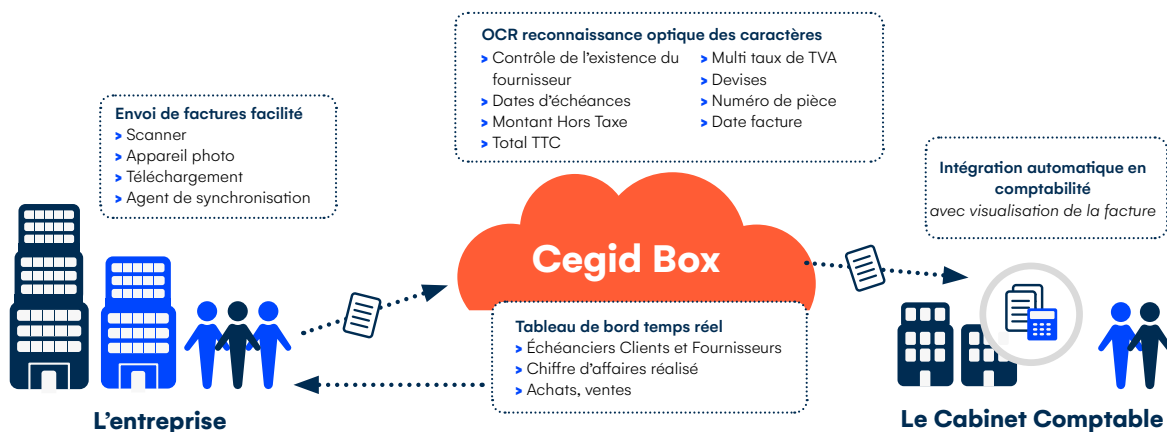 Envoi de factures facilité
> Scanner
> Appareil photo
> Téléchargement
> Agent de synchronisation
L'entreprise
OCR reconnaissance optique des caractères
> Contrôle de l'existence du
fournisseur
> Dates d'échéances
> Montant Hors Taxe
> Total TTC
> Multi taux de TVA
> Devises
> Numéro de pièce
> Date facture
Cegid Box
Tableau de bord temps réel
> Échéanciers Clients et Fournisseurs
> Chiffre d'affaires réalisé
> Achats, ventes
Intégration automatique en
comptabilité
avec visualisation de la facture
Le Cabinet Comptable